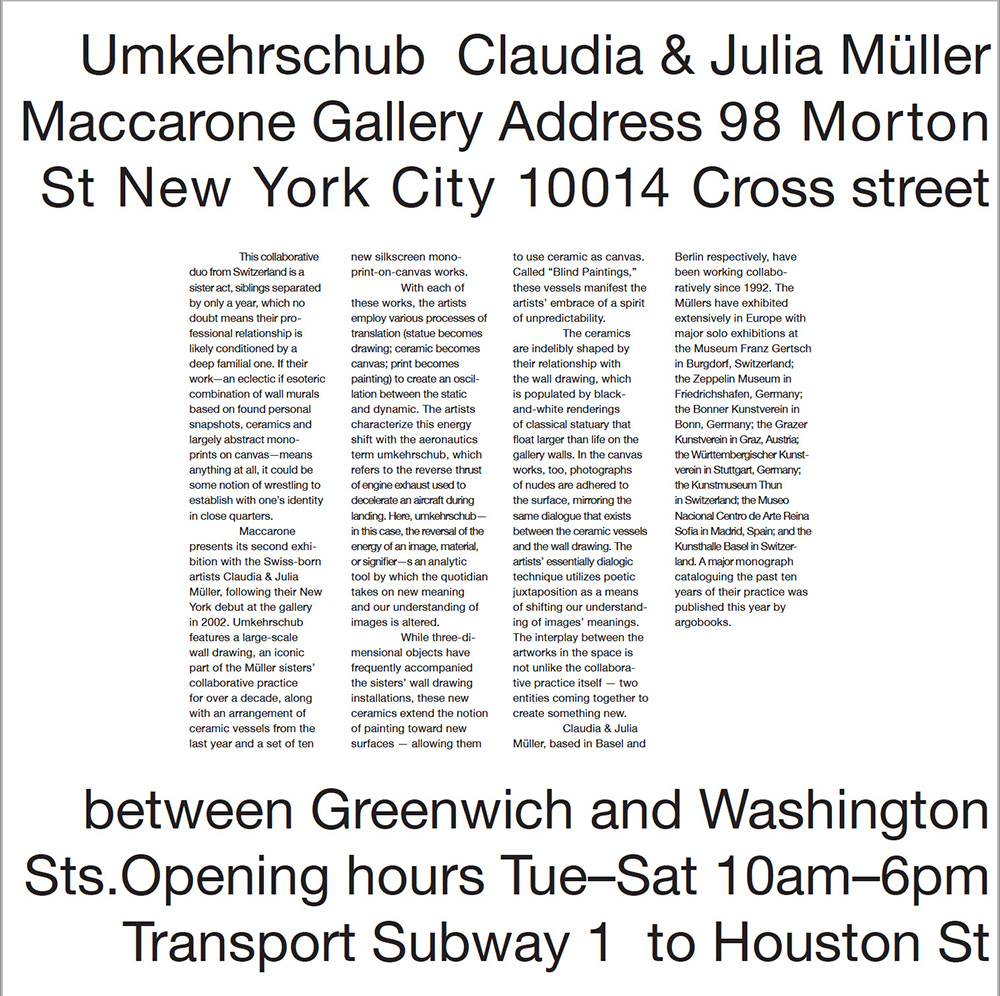 Umkehrschub  Claudia & Julia Müller
Maccarone Gallery Address 98 Morton
St New York City 10014 Cross street
This collaborative
duo from Switzerland is a
sister act, siblings separated
by only a year, which no
doubt means their pro-
fessional relationship is
likely conditioned by a
deep familial one. If their
work—an eclectic if esoteric
combination of wall murals
based on found personal
snapshots, ceramics and
largely abstract mono-
prints on canvas—means
anything at all, it could be
some notion of wrestling to
establish with one’s identity
in close quarters.
Maccarone
presents its second exhi-
bition with the Swiss-born
artists Claudia & Julia
Müller, following their New
York debut at the gallery
in 2002. Umkehrschub
features a large-scale
wall drawing, an iconic
part of the Müller sisters’
collaborative practice
for over a decade, along
with an arrangement of
ceramic vessels from the
last year and a set of ten
new silkscreen mono-
print-on-canvas works.
With each of
these works, the artists
employ various processes of
translation (statue becomes
drawing; ceramic becomes
canvas; print becomes
painting) to create an oscil-
lation between the static
and dynamic. The artists
characterize this energy
shift with the aeronautics
term umkehrschub, which
refers to the reverse thrust
of engine exhaust used to
decelerate an aircraft during
landing. Here, umkehrschub—
in this case, the reversal of the
energy of an image, material,
or signifier—s an analytic
tool by which the quotidian
takes on new meaning
and our understanding of
images is altered.
While three-di-
mensional objects have
frequently accompanied
the sisters’ wall drawing
installations, these new
ceramics extend the notion
of painting toward new
surfaces — allowing them
to use ceramic as canvas.
Called “Blind Paintings,”
these vessels manifest the
artists’ embrace of a spirit
of unpredictability.
The ceramics
are indelibly shaped by
their relationship with
the wall drawing, which
is populated by black-
and-white renderings
of classical statuary that
float larger than life on the
gallery walls. In the canvas
works, too, photographs
of nudes are adhered to
the surface, mirroring the
same dialogue that exists
between the ceramic vessels
and the wall drawing. The
artists’ essentially dialogic
technique utilizes poetic
juxtaposition as a means
of shifting our understand-
ing of images’ meanings.
The interplay between the
artworks in the space is
not unlike the collabora-
tive practice itself — two
entities coming together to
create something new.
Claudia & Julia
Müller, based in Basel and
Berlin respectively, have
been working collabo-
ratively since 1992. The
Müllers have exhibited
extensively in Europe with
major solo exhibitions at
the Museum Franz Gertsch
in Burgdorf, Switzerland;
the Zeppelin Museum in
Friedrichshafen, Germany;
the Bonner Kunstverein in
Bonn, Germany; the Grazer
Kunstverein in Graz, Austria;
the Württembergischer Kunst-
verein in Stuttgart, Germany;
the Kunstmuseum Thun
in Switzerland; the Museo
Nacional Centro de Arte Reina
Sofia in Madrid, Spain; and the
Kunsthalle Basel in Switzer-
land. A major monograph
cataloguing the past ten
years of their practice was
published this year by
argobooks.
between Greenwich and Washington
Sts.Opening hours Tue–Sat 10am–6pm
Transport Subway 1  to Houston St